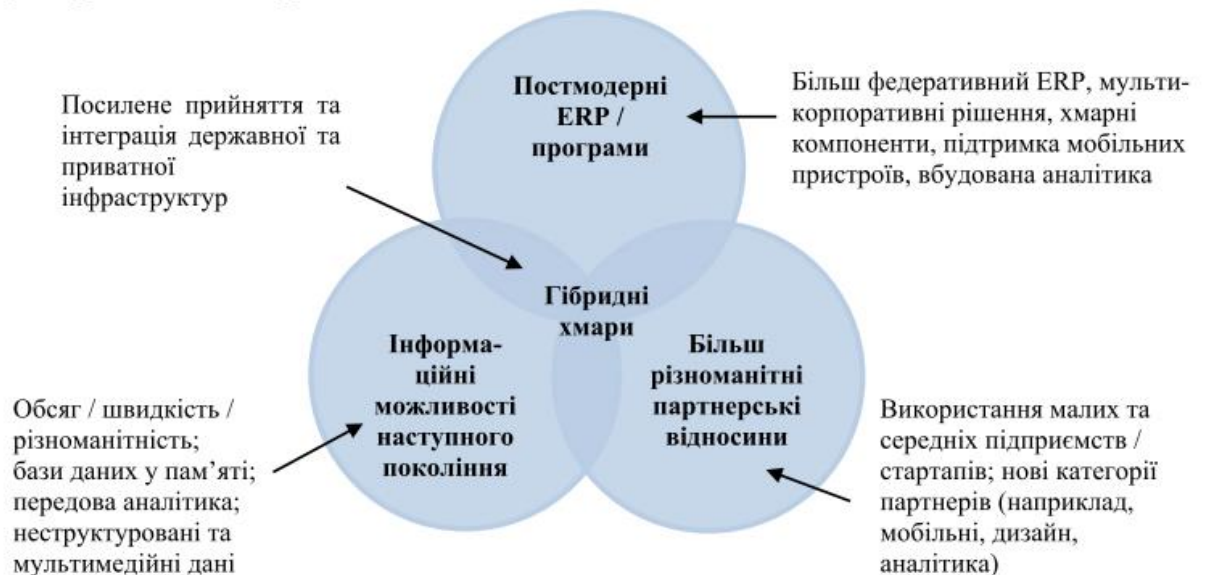 Постмодерні
ERP /
програми
Посилене прийняття та
інтеграція державної та
приватної
інфраструктур
Більш федеративний ERP, мульти-
корпоративні рішення, хмарні
компоненти, підтримка мобільних
пристроїв, вбудована аналітика
Гібридні
хмари
Інформа-
ційні
можливості
наступного
покоління
Більш
різноманітні
партнерські
відносини
Обсяг / швидкість /
різноманітність;
бази даних у пам’яті;
передова аналітика;
неструктуровані та
мультимедійні дані
Використання малих та
середніх підприємств /
стартапів; нові категорії
партнерів (наприклад,
мобільні, дизайн,
аналітика)